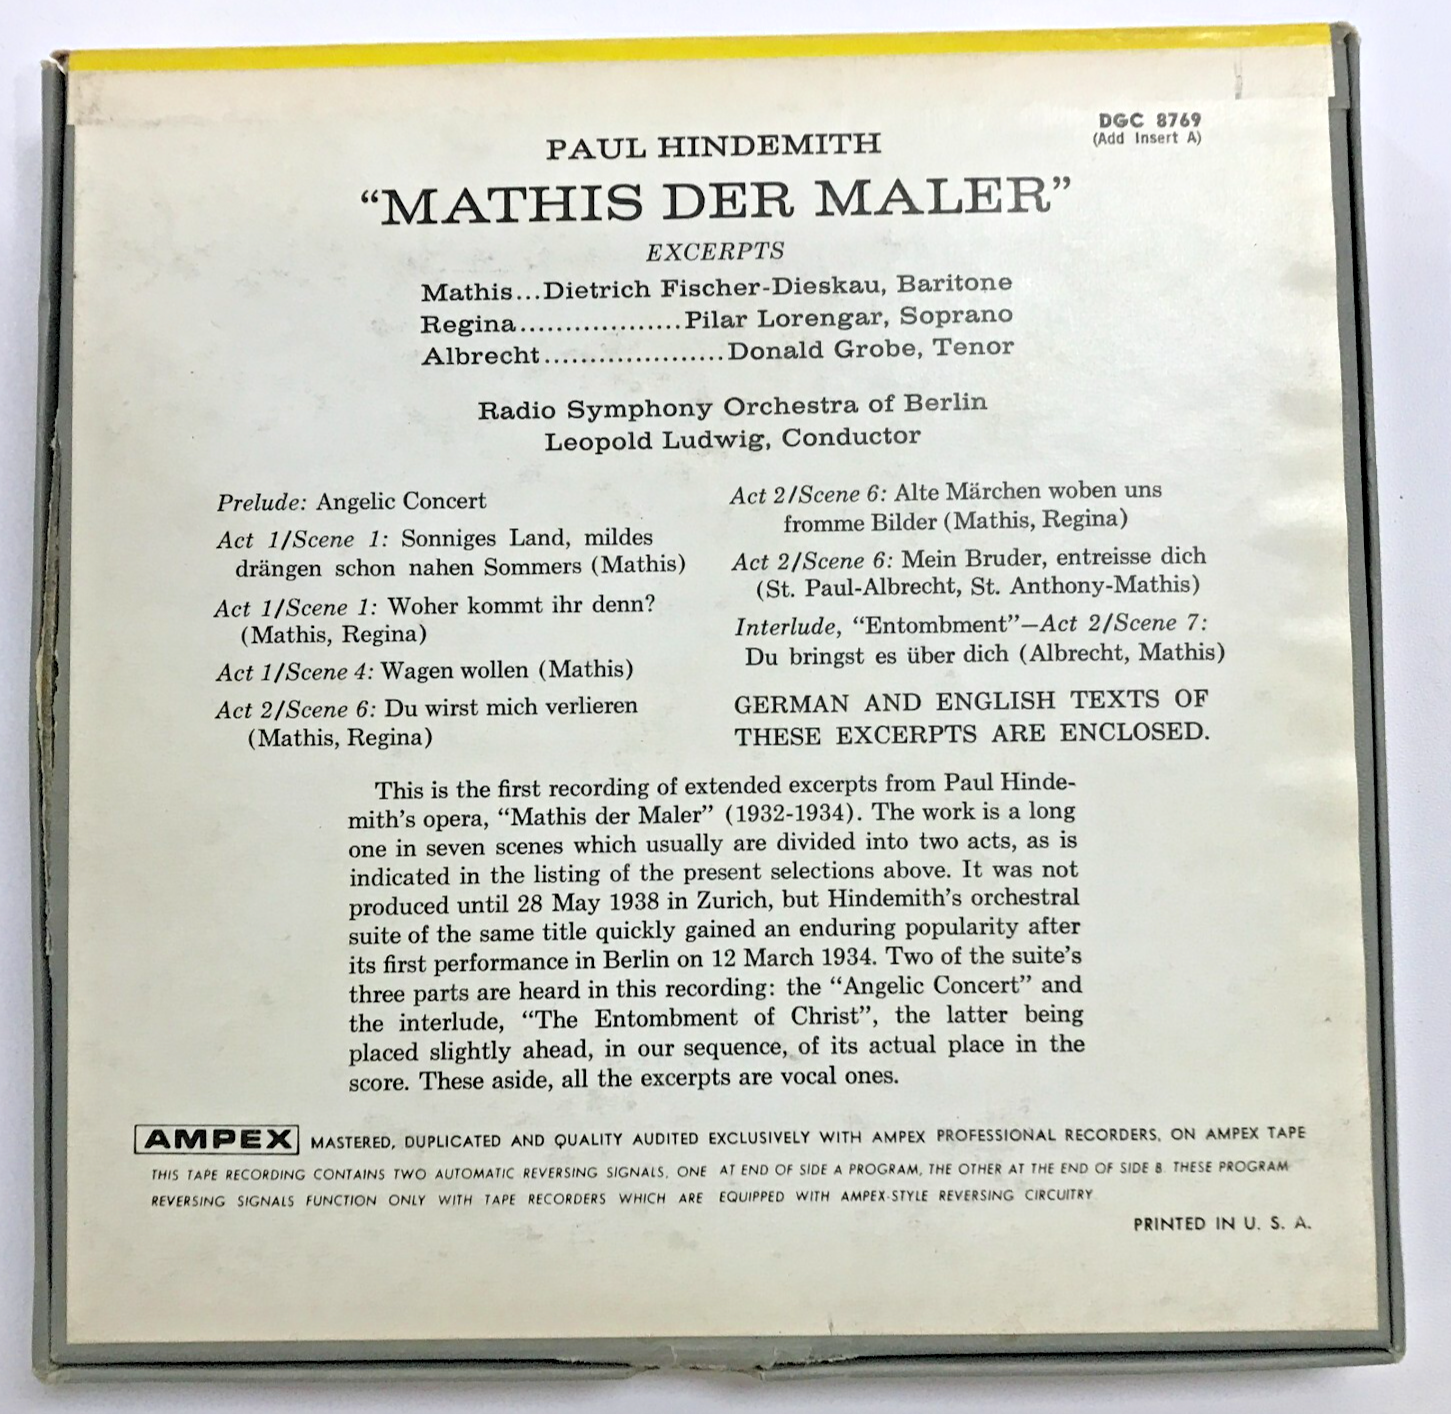 DGC 8769
(Add Insert A)
PAUL HINDEMITH
“MATHIS DER MALER”
EXCERPTS
Mathis...Dietrich Fischer-Dieskau, Baritone
Regina..................Pilar Lorengar, Soprano
Albrecht....................Donald Grobe, Tenor
Radio Symphony Orchestra of Berlin
Leopold Ludwig, Conductor
Prelude: Angelic Concert
Act 1/Scene 1: Sonniges Land, mildes
drängen schon nahen Sommers (Mathis)
Act 1/Scene 1: Woher kommt ihr denn?
(Mathis, Regina)
Act 1/Scene 4: Wagen wollen (Mathis)
Act 2/Scene 6: Du wirst mich verlieren
(Mathis, Regina)
Act 2/Scene 6: Alte Märchen woben uns
fromme Bilder (Mathis, Regina)
Act 2/Scene 6: Mein Bruder, entreisse dich
(St. Paul-Albrecht, St. Anthony-Mathis)
Interlude, “Entombment”—Act 2/Scene 7:
Du bringst es über dich (Albrecht, Mathis)
GERMAN AND ENGLISH TEXTS OF
THESE EXCERPTS ARE ENCLOSED.
This is the first recording of extended excerpts from Paul Hinde-
mith’s opera, “Mathis der Maler” (1932-1934). The work is a long
one in seven scenes which usually are divided into two acts, as is
indicated in the listing of the present selections above. It was not
produced until 28 May 1938 in Zurich, but Hindemith’s orchestral
suite of the same title quickly gained an enduring popularity after
its first performance in Berlin on 12 March 1934. Two of the suite’s
three parts are heard in this recording: the “Angelic Concert” and
the interlude, “The Entombment of Christ”, the latter being
placed slightly ahead, in our sequence, of its actual place in the
score. These aside, all the excerpts are vocal ones.
AMPEX MASTERED, DUPLICATED AND QUALITY AUDITED EXCLUSIVELY WITH AMPEX PROFESSIONAL RECORDERS, ON AMPEX TAPE
THIS TAPE RECORDING CONTAINS TWO AUTOMATIC REVERSING SIGNALS, ONE AT END OF SIDE A PROGRAM, THE OTHER AT THE END OF SIDE B. THESE PROGRAM
REVERSING SIGNALS FUNCTION ONLY WITH TAPE RECORDERS WHICH ARE EQUIPPED WITH AMPEX-STYLE REVERSING CIRCUITRY
PRINTED IN U. S. A.